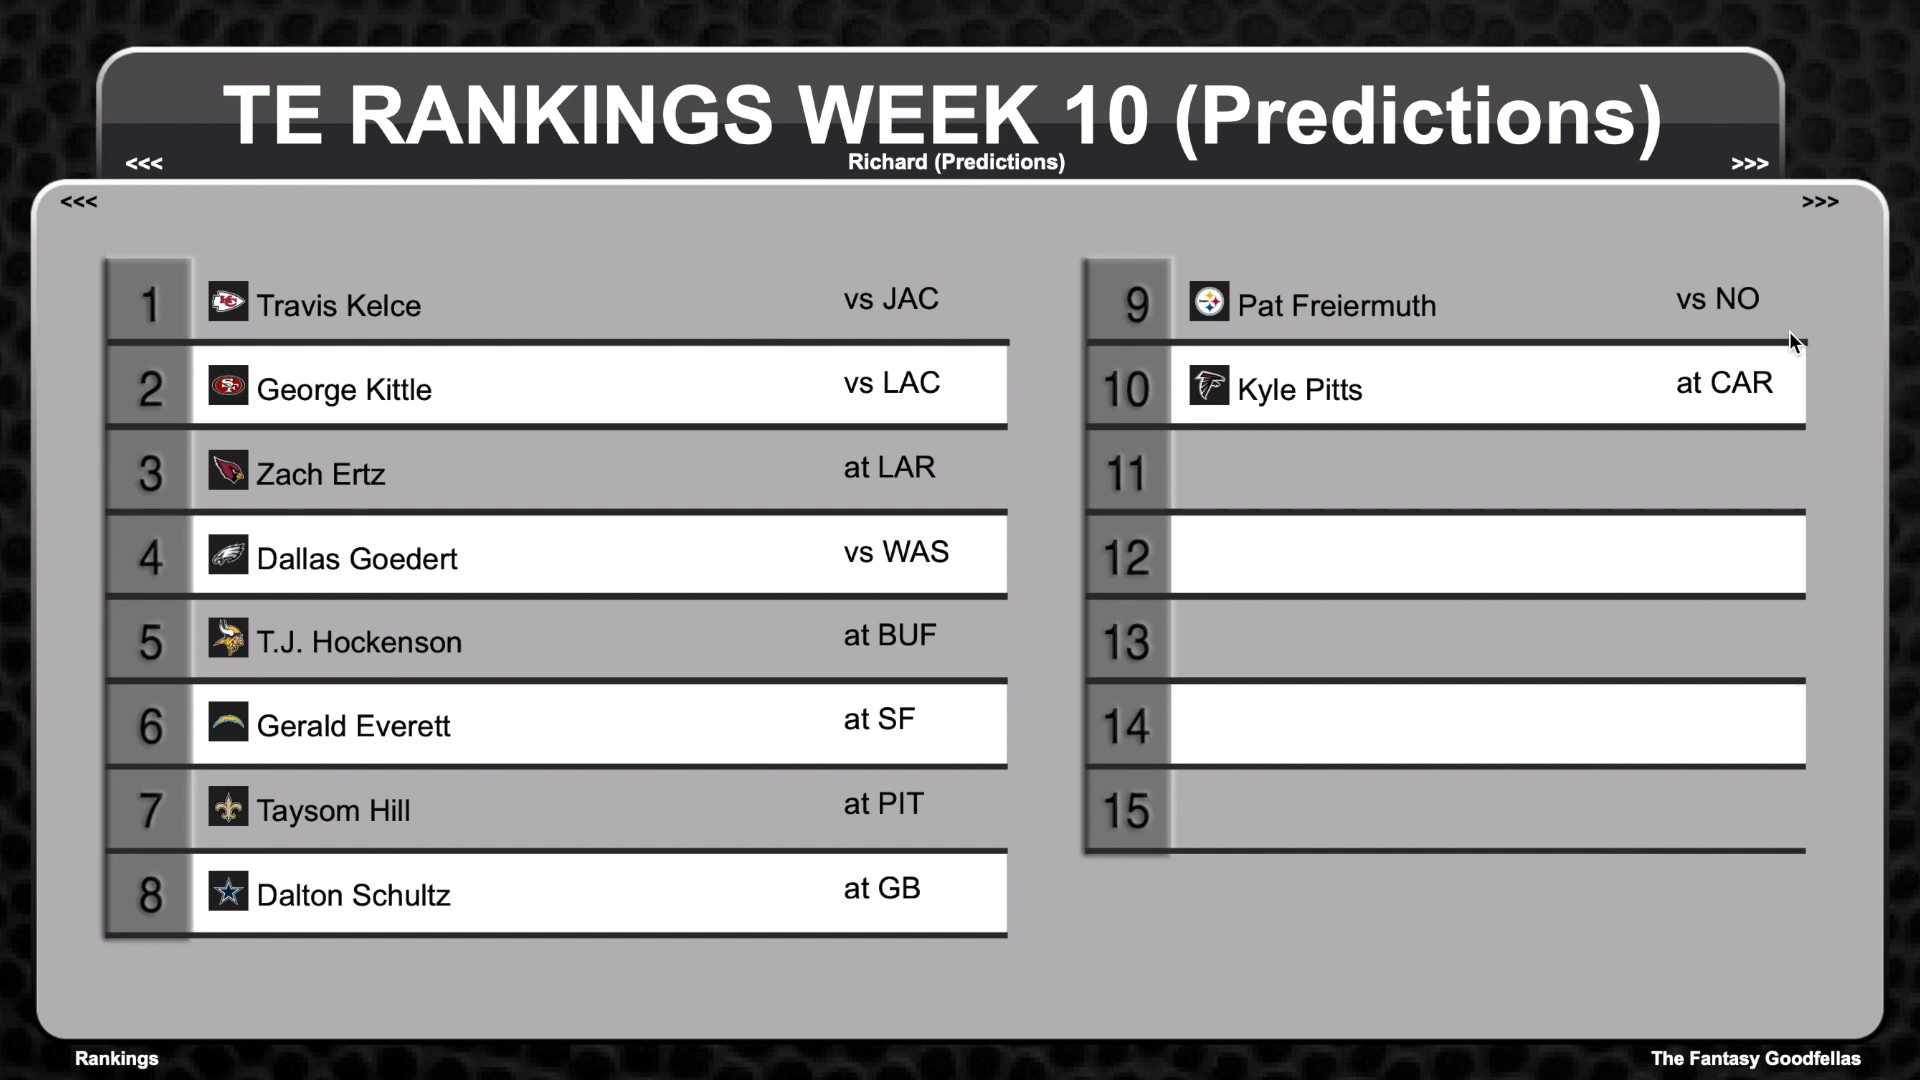 TE RANKINGS WEEK 10 (Predictions)
<<< Richard (Predictions) >>>
<<< >>>
1 Travis Kelce vs JAC
2 George Kittle vs LAC
3 Zach Ertz at LAR
4 Dallas Goedert vs WAS
5 T.J. Hockenson at BUF
6 Gerald Everett at SF
7 Taysom Hill at PIT
8 Dalton Schultz at GB
9 Pat Freiermuth vs NO
10 Kyle Pitts at CAR
11
12
13
14
15
Rankings
The Fantasy Goodfellas